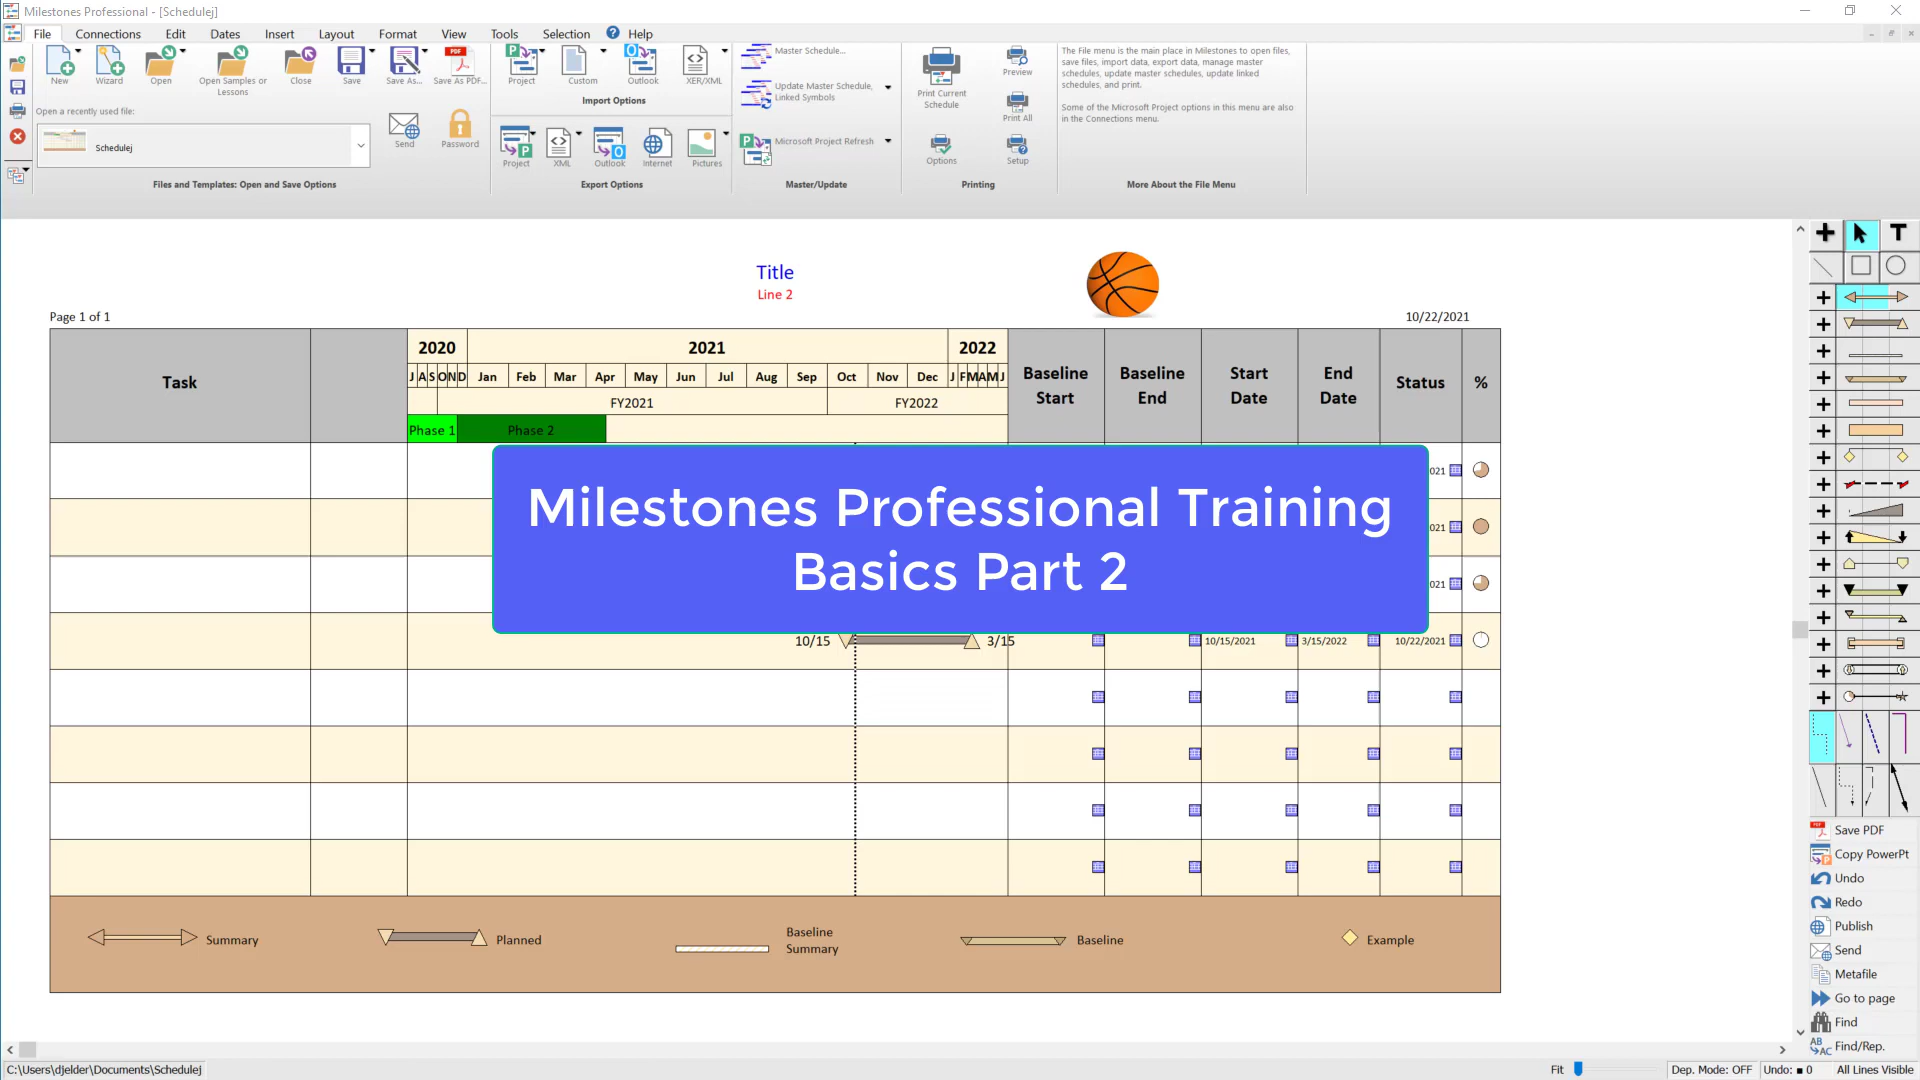 Milestones Professional - [Schedulej]
File Connections Edit Dates Insert Layout Format View Tools Selection Help
New Wizard Open Open Samples or Lessons Close Save Save As... Save As PDF...
Open a recently used file:
Schedulej
Send Password
Files and Templates: Open and Save Options
Project Custom Outlook XER/XML
Import Options
Project XML Outlook Internet Pictures
Export Options
Master Schedule...
Update Master Schedule,
Linked Symbols
Microsoft Project Refresh
Master/Update
Print Current
Schedule
Preview
Print All
Options Setup
Printing
The File menu is the main place in Milestones to open files,
save files, import data, export data, manage master
schedules, update master schedules, update linked
schedules, and print.
Some of the Microsoft Project options in this menu are also
in the Connections menu.
More About the File Menu
Title
Line 2
Page 1 of 1
10/22/2021
Task
2020 2021 2022
J A S O N D Jan Feb Mar Apr May Jun Jul Aug Sep Oct Nov Dec J F M A M J
FY2021 FY2022
Phase 1 Phase 2
Baseline
Start
Baseline
End
Start
Date
End
Date
Status
%
021
021
021
Milestones Professional Training
Basics Part 2
10/15 3/15 10/15/2021 3/15/2022 10/22/2021
Summary
Planned
Baseline
Summary
Baseline
Example
T
Save PDF
Copy PowerPt
Undo
Redo
Publish
Send
Metafile
Go to page
Find
Find/Rep.
C:\Users\djelder\Documents\Schedulej
Fit
Dep. Mode: OFF
Undo: ■ 0
All Lines Visible